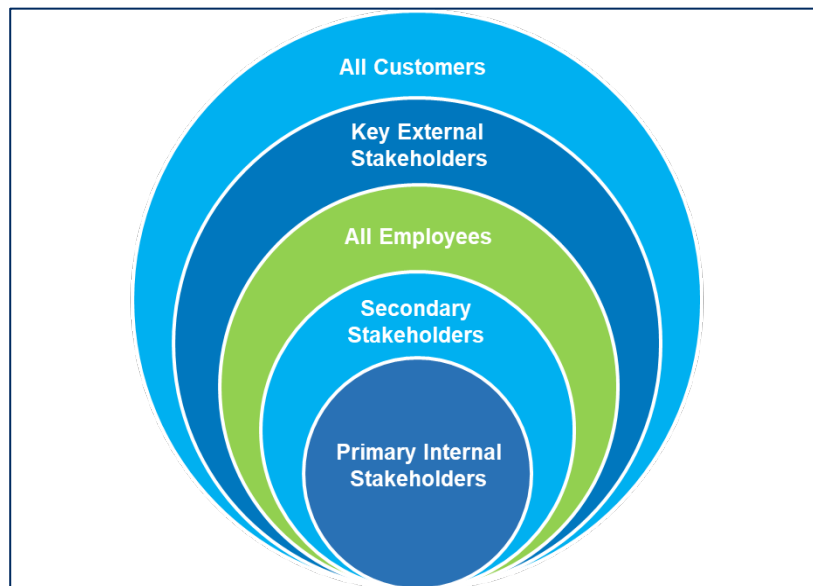 All Customers
Key External
Stakeholders
All Employees
Secondary
Stakeholders
Primary Internal
Stakeholders